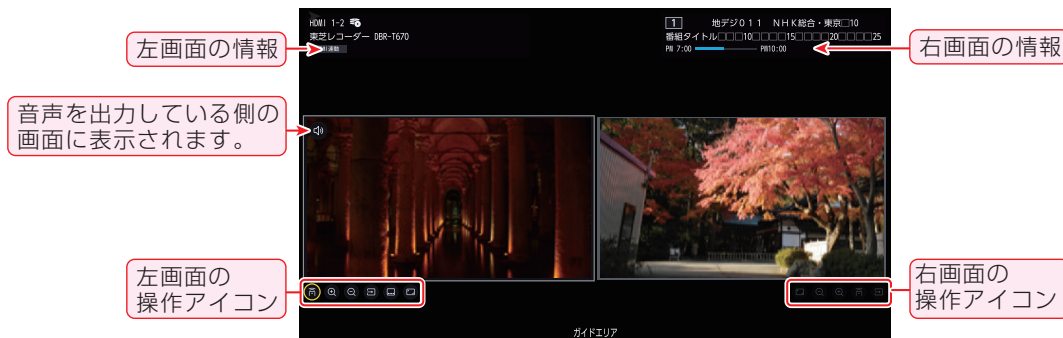 左画面の情報
HDMI 1-2
東芝レコーダー DBR-T670
連動
1 地デジ011 NHK総合・東京□10
番組タイトル□□□10□□□□15□□□□20□□□□25
PM 7:00 PM10:00
右画面の情報
音声を出力している側の
画面に表示されます。
左画面の
操作アイコン
右画面の
操作アイコン
ガイドエリア